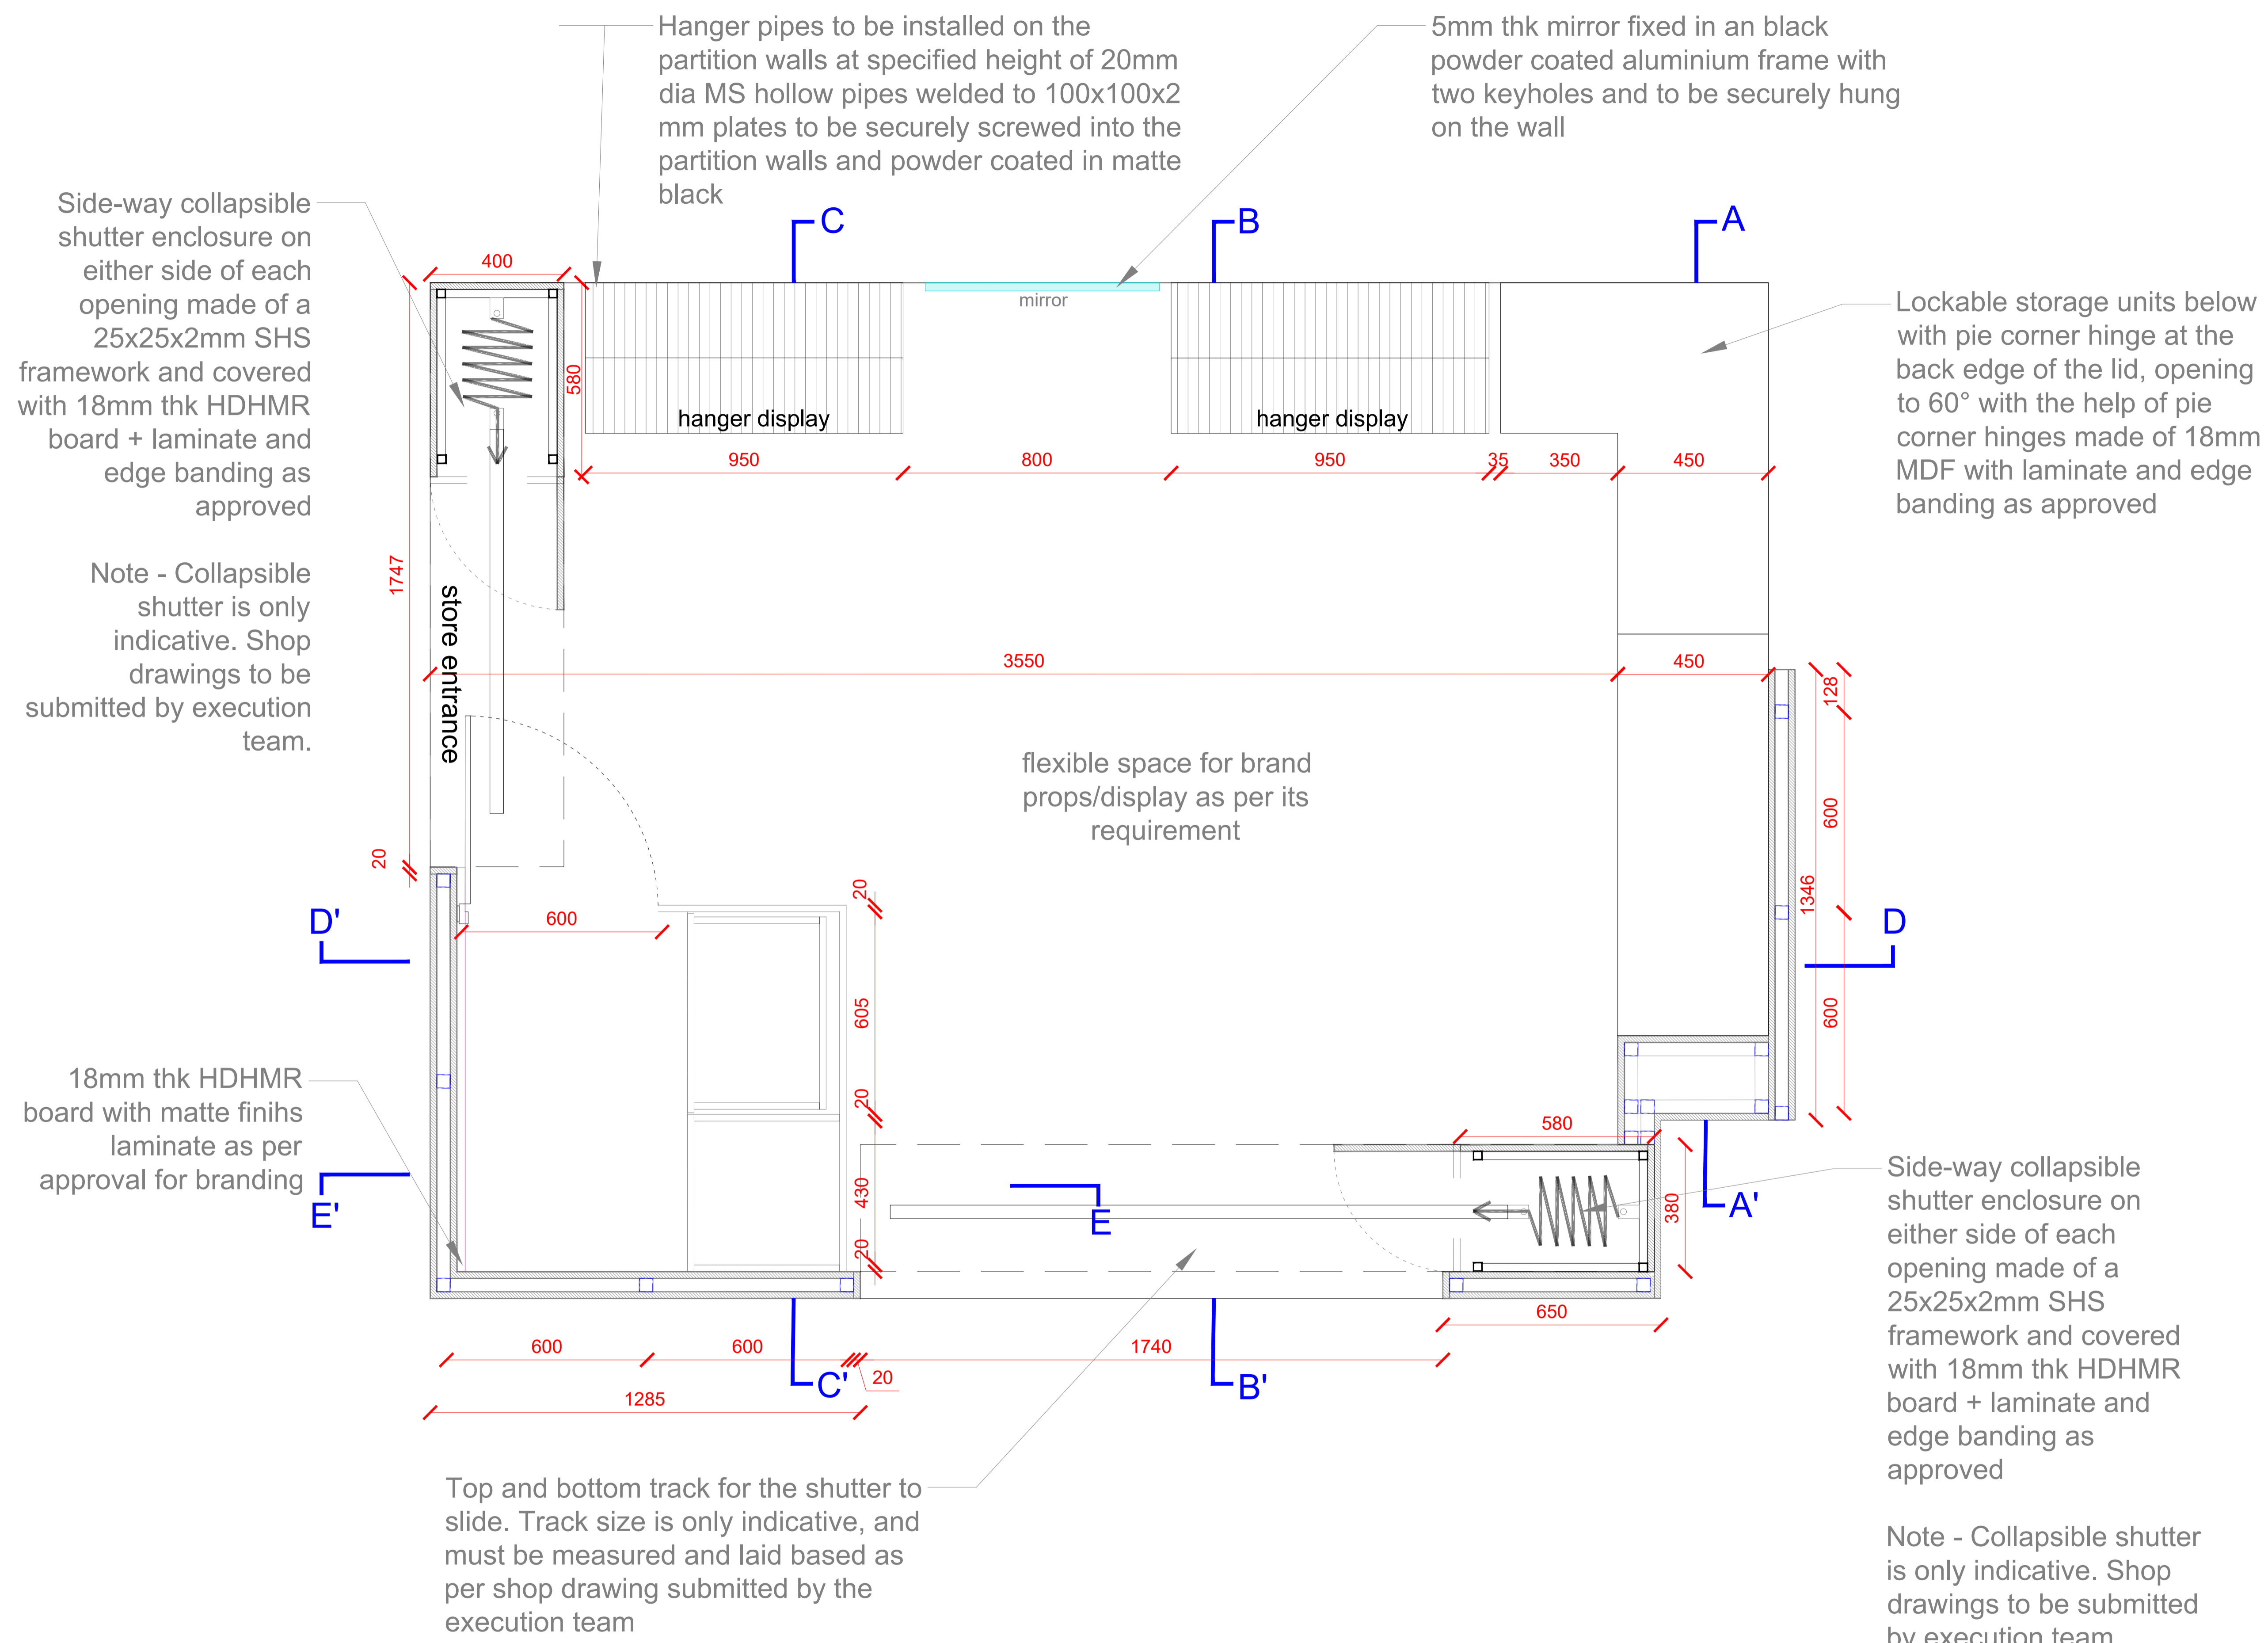 Hanger pipes to be installed on the
partition walls at specified height of 20mm
dia MS hollow pipes welded to 100x100x2
mm plates to be securely screwed into the
partition walls and powder coated in matte
black
5mm thk mirror fixed in an black
powder coated aluminium frame with
two keyholes and to be securely hung
on the wall
Side-way collapsible
shutter enclosure on
either side of each
opening made of a
25x25x2mm SHS
framework and covered
with 18mm thk HDHMR
board + laminate and
edge banding as
approved
Note - Collapsible
shutter is only
indicative. Shop
drawings to be
submitted by execution
team.
C
B
A
400
mirror
580
hanger display
hanger display
950
800
950
35
350
450
Lockable storage units below
with pie corner hinge at the
back edge of the lid, opening
to 60° with the help of pie
corner hinges made of 18mm
MDF with laminate and edge
banding as approved
1747
store entrance
3550
450
128
600
1346
600
flexible space for brand
props/display as per its
requirement
20
D'
600
20
605
20
430
20
D
18mm thk HDHMR
board with matte finihs
laminate as per
approval for branding
E'
E
580
380
A'
650
600
600
1740
20
C'
B'
1285
Side-way collapsible
shutter enclosure on
either side of each
opening made of a
25x25x2mm SHS
framework and covered
with 18mm thk HDHMR
board + laminate and
edge banding as
approved
Note - Collapsible shutter
is only indicative. Shop
drawings to be submitted
by execution team
Top and bottom track for the shutter to
slide. Track size is only indicative, and
must be measured and laid based as
per shop drawing submitted by the
execution team